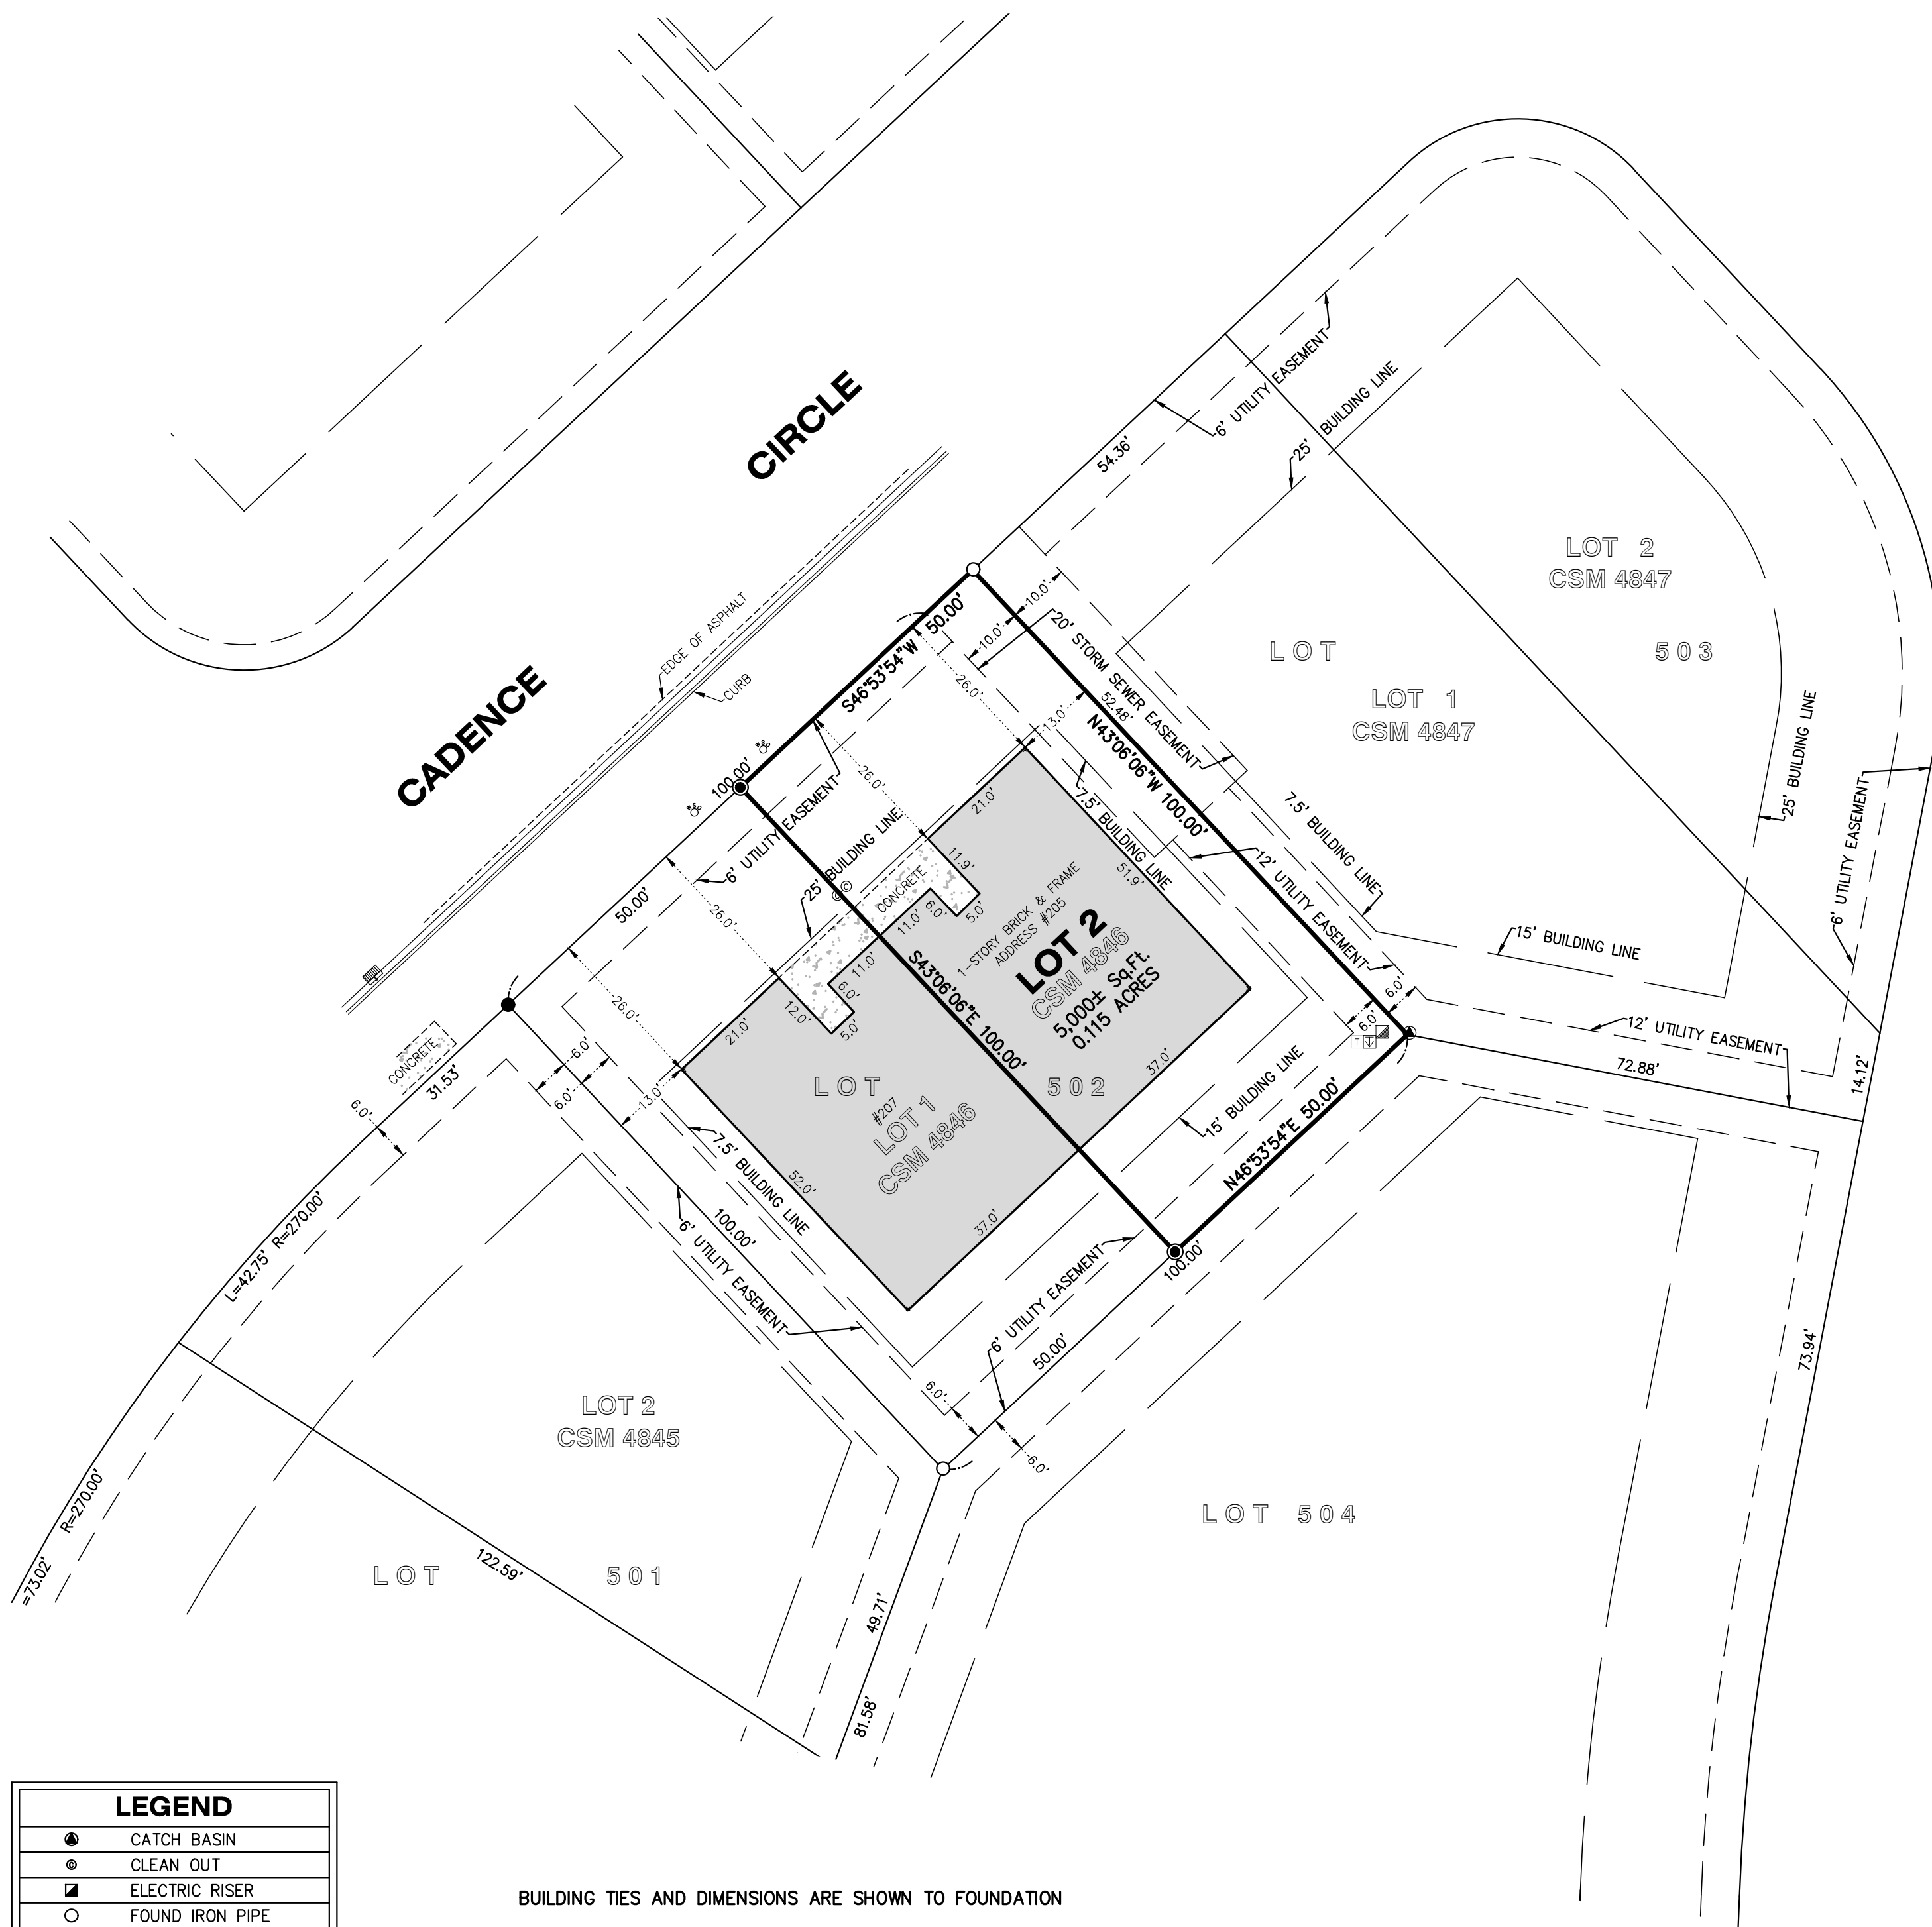 CADENCE
CIRCLE
EDGE OF ASPHALT
CURB
54.36'
6' UTILITY EASEMENT
25' BUILDING LINE
LOT 2
CSM 4847
LOT 503
LOT 1
CSM 4847
25' BUILDING LINE
6' UTILITY EASEMENT
10.0'
10.0'
20' STORM SEWER EASEMENT
S46°53'54"W 50.00'
26.0'
13.0'
52.48'
N43°06'06"W 100.00'
7.5' BUILDING LINE
7.5' BUILDING LINE
100.00'
6' UTILITY EASEMENT
26.0'
25' BUILDING LINE
21.0'
11.9'
51.9'
CONCRETE
12' UTILITY EASEMENT
15' BUILDING LINE
50.00'
26.0'
11.0'
6.0'
5.0'
1-STORY BRICK & FRAME
ADDRESS #205
LOT 2
CSM 4846
5,000± Sq.Ft.
0.115 ACRES
S43°06'06"E 100.00'
11.0'
6.0'
12.0'
5.0'
21.0'
26.0'
6.0'
6.0'
T
12' UTILITY EASEMENT
72.88'
14.12'
CONCRETE
31.53'
6.0'
6.0'
6.0'
13.0'
LOT 502
37.0'
15' BUILDING LINE
N46°53'54"E 50.00'
#207
LOT 1
CSM 4846
7.5' BUILDING LINE
52.0'
37.0'
100.00'
6' UTILITY EASEMENT
6' UTILITY EASEMENT
100.00'
50.00'
L=42.75' R=270.00'
73.94'
6.0'
6.0'
LOT 2
CSM 4845
R=270.00'
=73.02'
LOT 501
122.59'
49.71'
81.58'
LOT 504
LEGEND
CATCH BASIN
© CLEAN OUT
ELECTRIC RISER
FOUND IRON PIPE
BUILDING TIES AND DIMENSIONS ARE SHOWN TO FOUNDATION